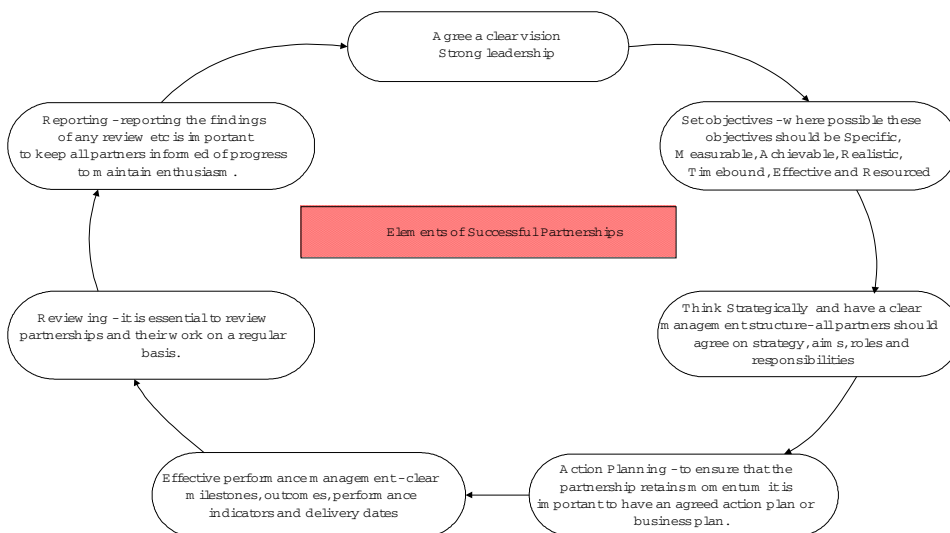 Agree a clear vision
Strong leadership
Set objectives - where possible these
objectives should be Specific,
Measurable, Achievable, Realistic,
Timebound, Effective and Resourced
Think Strategically and have a clear
management structure - all partners should
agree on strategy, aims, roles and
responsibilities
Action Planning - to ensure that the
partnership retains momentum it is
important to have an agreed action plan or
business plan.
Effective performance management - clear
milestones, outcomes, performance
indicators and delivery dates
Reviewing - it is essential to review
partnerships and their work on a regular
basis.
Reporting - reporting the findings
of any review etc is important
to keep all partners informed of progress
to maintain enthusiasm.
Elements of Successful Partnerships